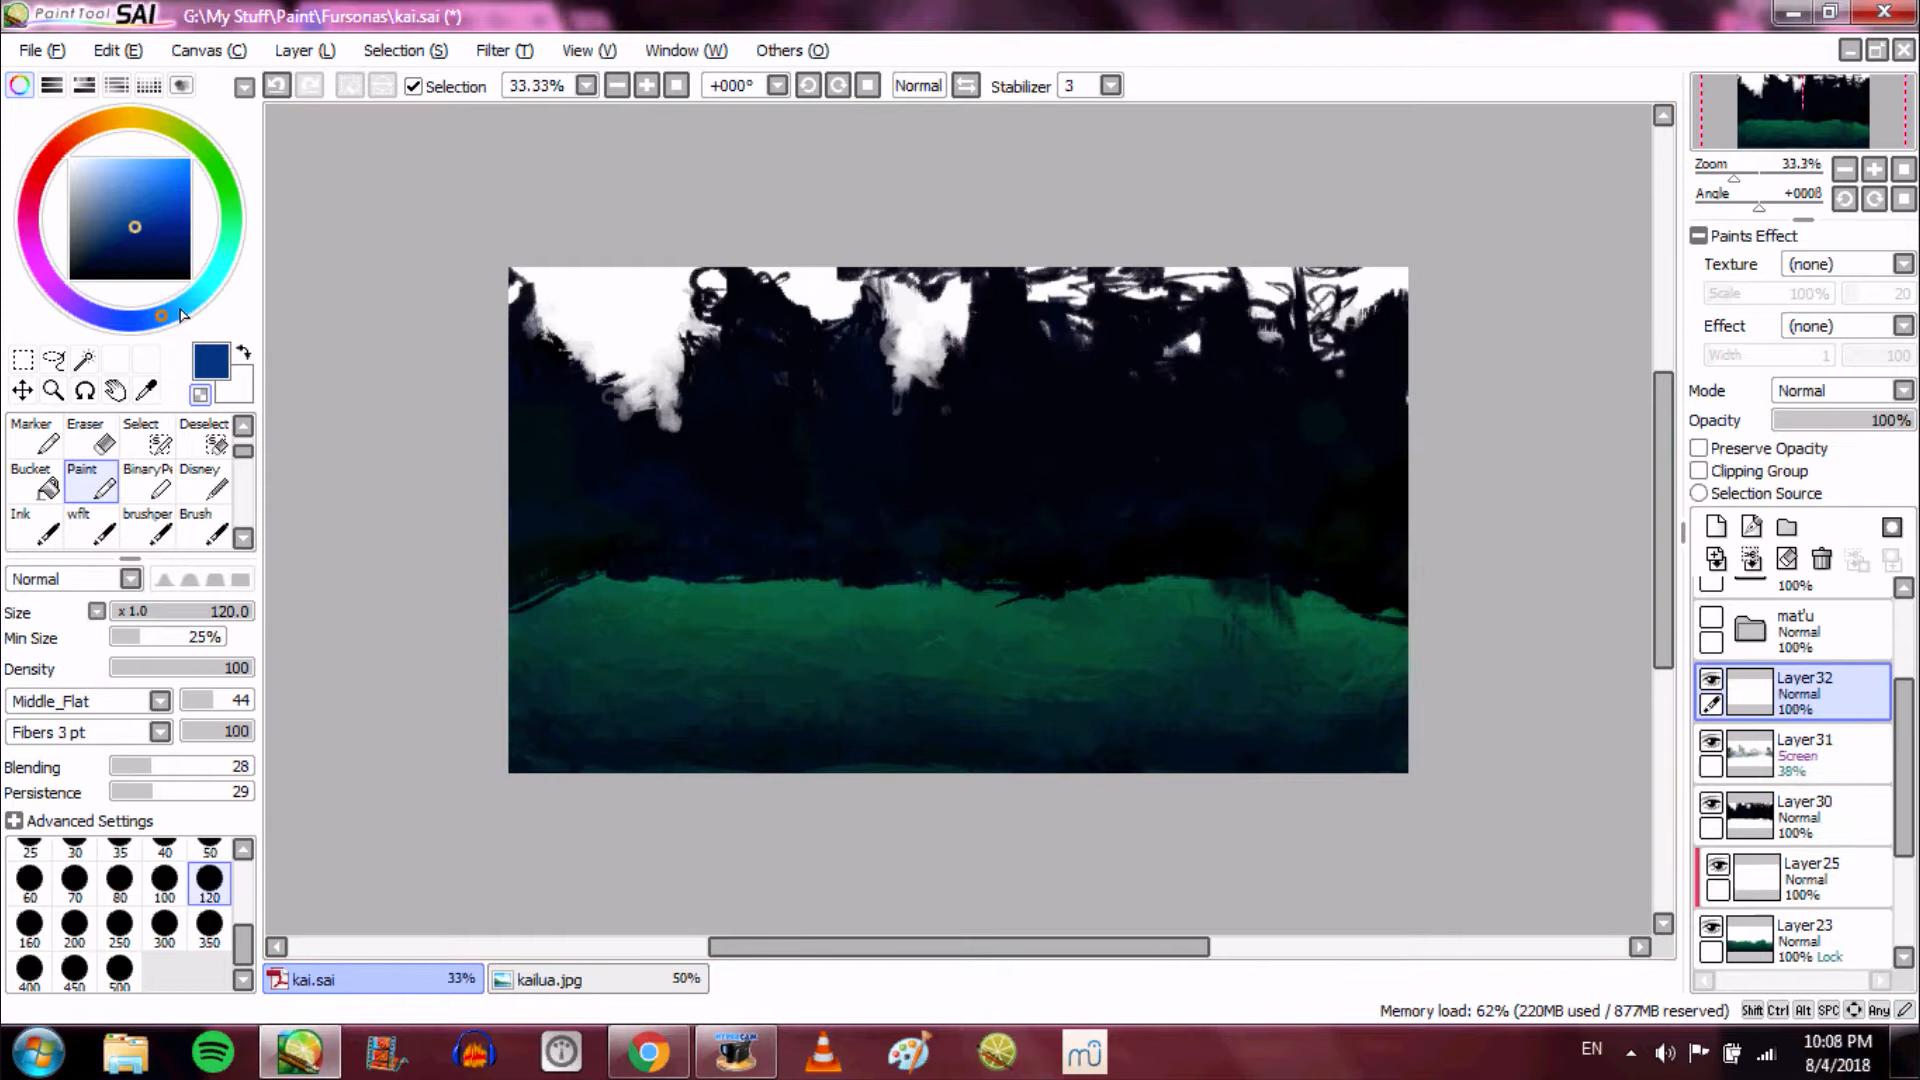 PaintTool SAI G:\My Stuff\Paint\Fursonas\kai.sai (*)
File (F) Edit (E) Canvas (C) Layer (L) Selection (S) Filter (T) View (V) Window (W) Others (O)
Selection 33.33% +000° Normal Stabilizer 3
Zoom 33.3%
Angle +000ß
Paints Effect
Texture (none)
Scale 100% 20
Effect (none)
Width 1 100
Mode Normal
Opacity 100%
Preserve Opacity
Clipping Group
Selection Source
100%
mat'u
Normal
100%
Layer32
Normal
100%
Layer31
Screen
38%
Layer30
Normal
100%
Layer25
Normal
100%
Layer23
Normal
100% Lock
Marker Eraser Select Deselect
Bucket Paint BinaryPe Disney
Ink wflt brushper Brush
Normal
Size x 1.0 120.0
Min Size 25%
Density 100
Middle_Flat 44
Fibers 3 pt 100
Blending 28
Persistence 29
Advanced Settings
25 30 35 40 50
60 70 80 100 120
160 200 250 300 350
400 450 500
kai.sai 33% kailua.jpg 50%
Memory load: 62% (220MB used / 877MB reserved) Shift Ctrl Alt SPC Any
HYPERCAM
mü
EN
10:08 PM
8/4/2018